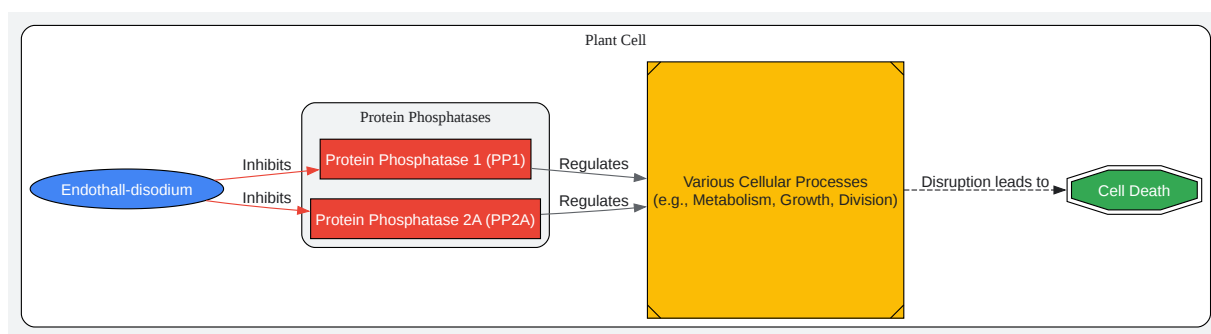 Plant Cell
Protein Phosphatases
Endothall-disodium
Inhibits
Inhibits
Protein Phosphatase 1 (PP1)
Protein Phosphatase 2A (PP2A)
Regulates
Regulates
Various Cellular Processes
(e.g., Metabolism, Growth, Division)
Disruption leads to
Cell Death